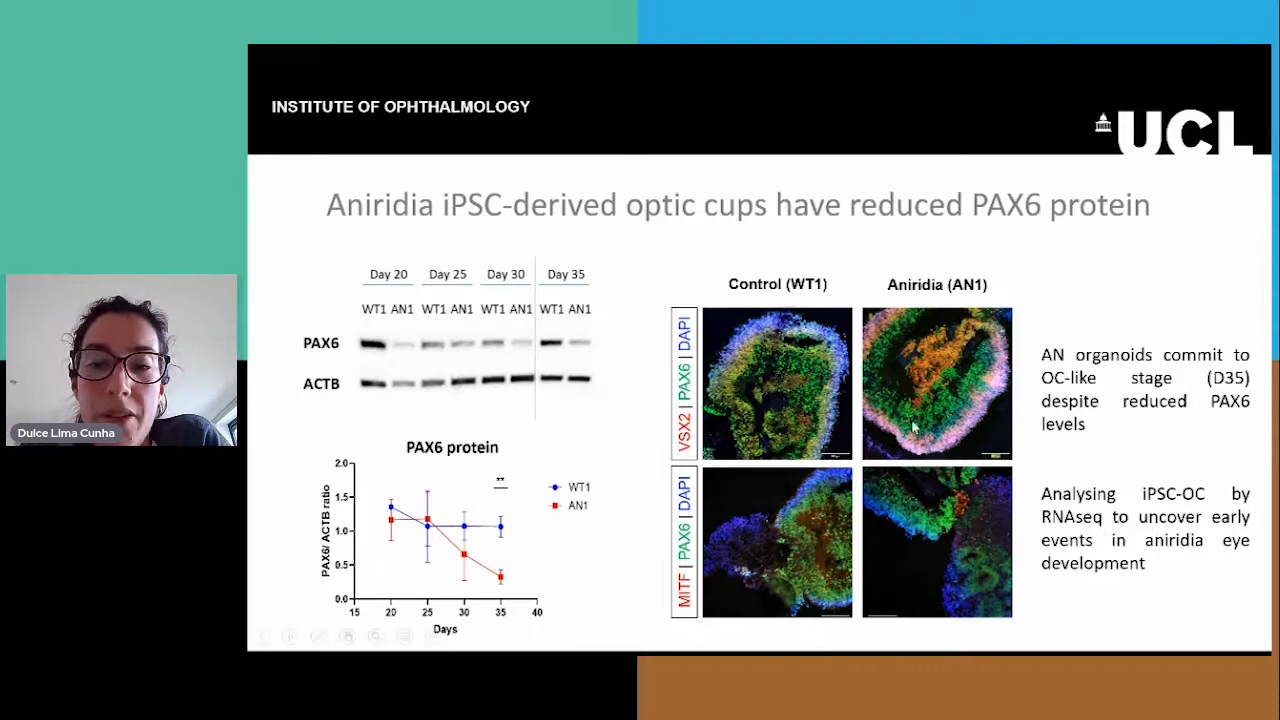 INSTITUTE OF OPHTHALMOLOGY
UCL
Aniridia iPSC-derived optic cups have reduced PAX6 protein
Day 20 Day 25 Day 30 Day 35
WT1 AN1 WT1 AN1 WT1 AN1 WT1 AN1
PAX6
ACTB
PAX6 protein
PAX6/ ACTB ratio
2.0
1.5
1.0
0.5
0.0
15 20 25 30 35 40
Days
**
WT1
AN1
Control (WT1) Aniridia (AN1)
VSX2 | PAX6 | DAPI
MITF | PAX6 | DAPI
AN organoids commit to
OC-like stage (D35)
despite reduced PAX6
levels
Analysing iPSC-OC by
RNAseq to uncover early
events in aniridia eye
development
Dulce Lima Cunha